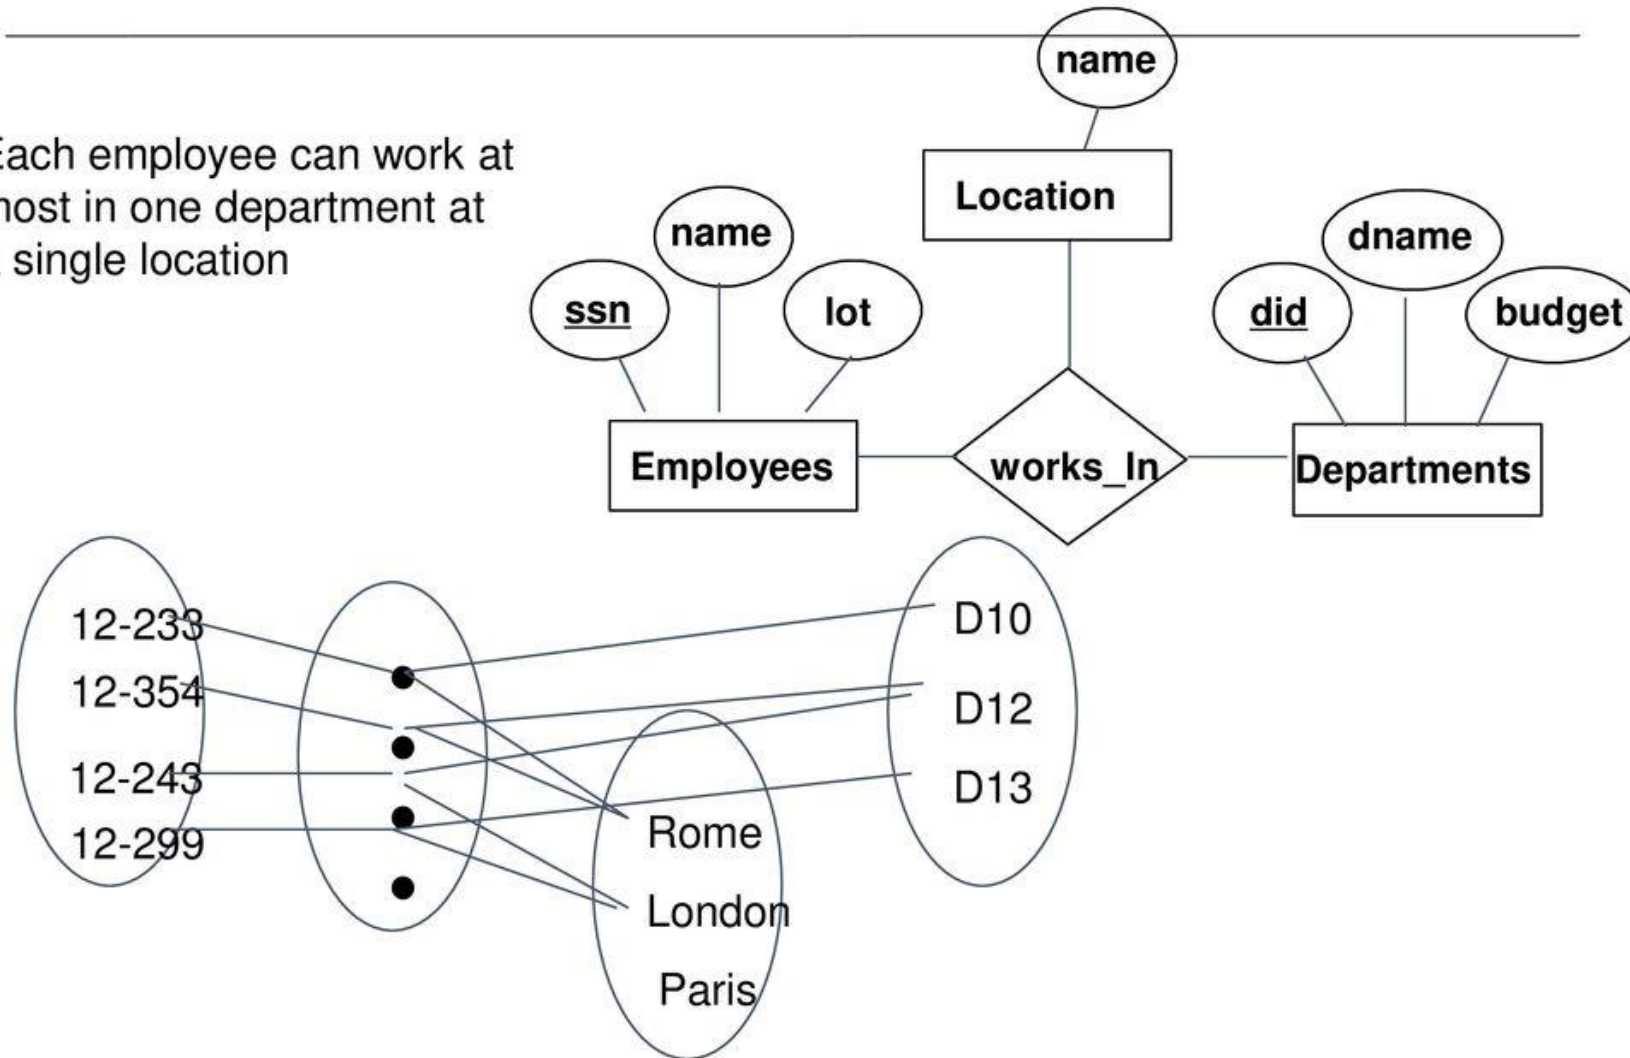 Each employee can work at
most in one department at
a single location
name
Location
name
ssn
lot
dname
did
budget
Employees
works_In
Departments
12-233
12-354
12-243
12-299
D10
D12
D13
Rome
London
Paris